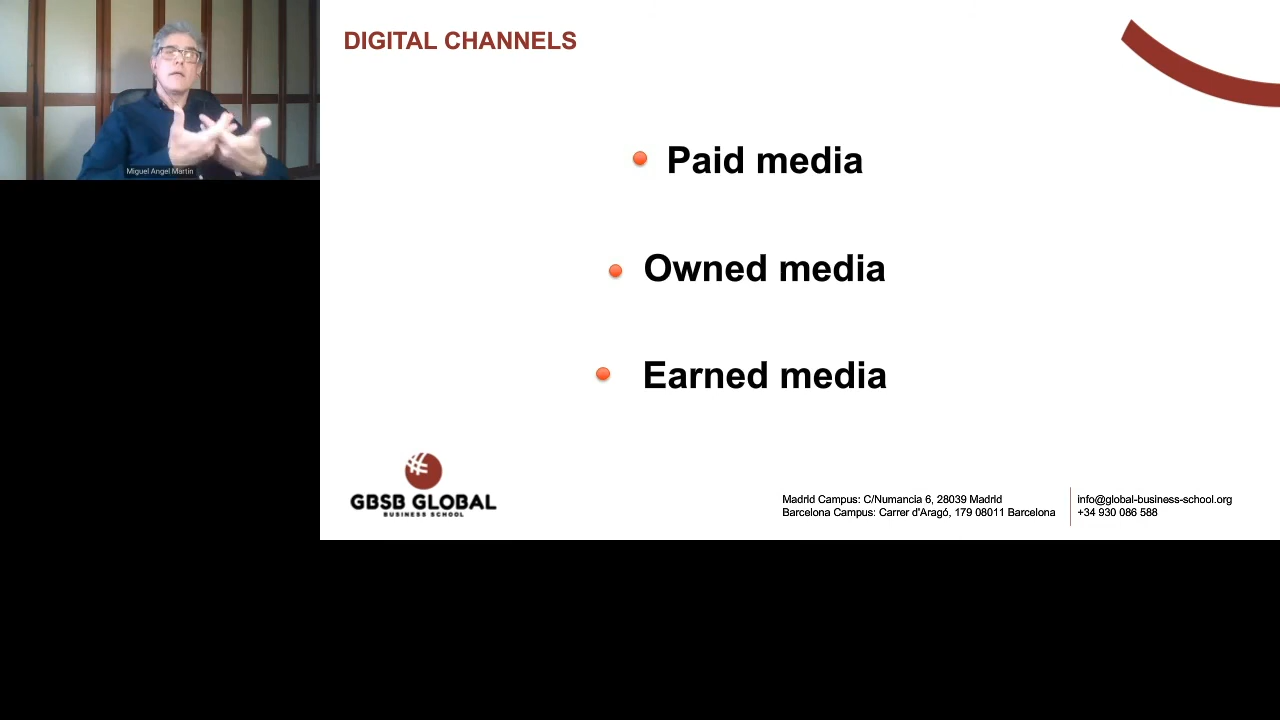 Miguel Angel Martin
DIGITAL CHANNELS
Paid media
Owned media
Earned media
GBSB GLOBAL
BUSINESS SCHOOL
Madrid Campus: C/Numancia 6, 28039 Madrid
Barcelona Campus: Carrer d'Aragó, 179 08011 Barcelona
info@global-business-school.org
+34 930 086 588